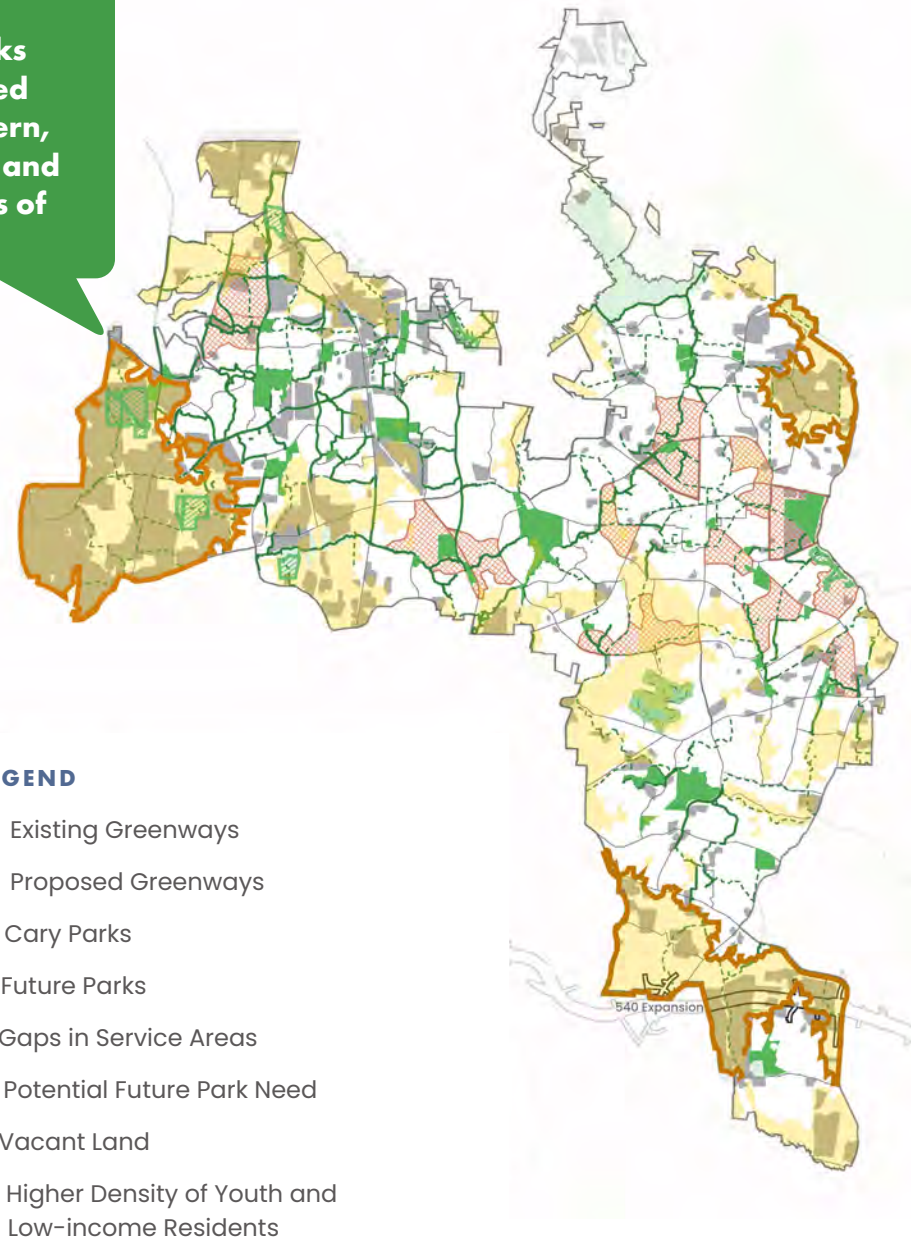 ks
ed
ern,
and
s of
GEND
Existing Greenways
Proposed Greenways
Cary Parks
Future Parks
Gaps in Service Areas
Potential Future Park Need
Vacant Land
Higher Density of Youth and
Low-income Residents
540 Expansion